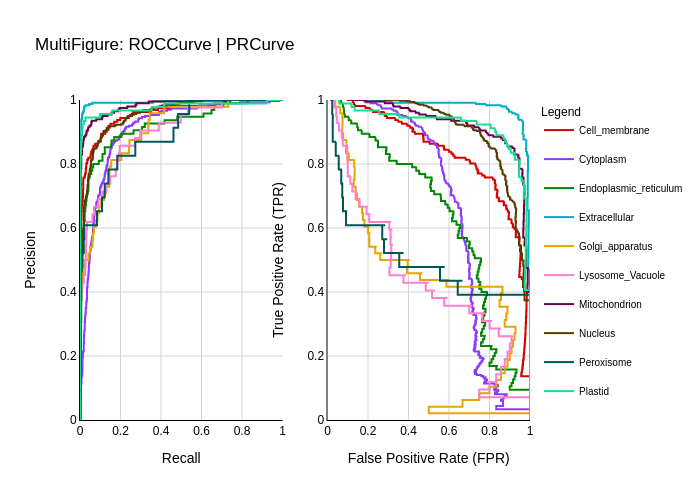 MultiFigure: ROCCurve | PRCurve
Precision
1
0.8
0.6
0.4
0.2
0
0 0.2 0.4 0.6 0.8 1
Recall
True Positive Rate (TPR)
1
0.8
0.6
0.4
0.2
0
0 0.2 0.4 0.6 0.8 1
False Positive Rate (FPR)
Legend
Cell_membrane
Cytoplasm
Endoplasmic_reticulum
Extracellular
Golgi_apparatus
Lysosome_Vacuole
Mitochondrion
Nucleus
Peroxisome
Plastid